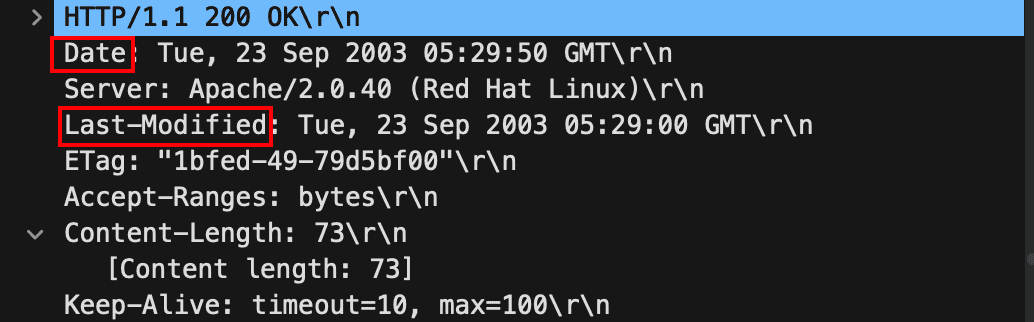 HTTP/1.1 200 OK\r\n
Date: Tue, 23 Sep 2003 05:29:50 GMT\r\n
Server: Apache/2.0.40 (Red Hat Linux)\r\n
Last-Modified: Tue, 23 Sep 2003 05:29:00 GMT\r\n
ETag: "1bfed-49-79d5bf00"\r\n
Accept-Ranges: bytes\r\n
Content-Length: 73\r\n
[Content length: 73]
Keep-Alive: timeout=10, max=100\r\n